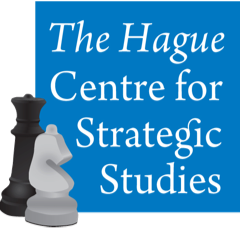 The Hague
Centre for
Strategic
Studies